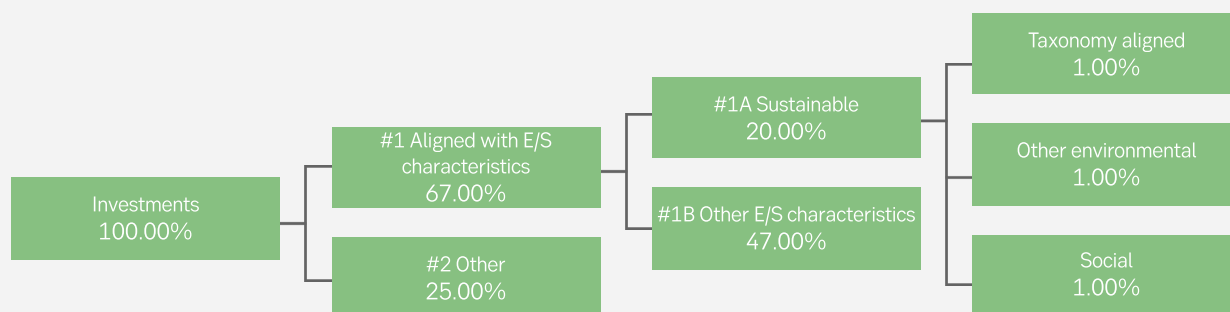 Investments
100.00%
#1 Aligned with E/S
characteristics
67.00%
#2 Other
25.00%
#1A Sustainable
20.00%
#1B Other E/S characteristics
47.00%
Taxonomy aligned
1.00%
Other environmental
1.00%
Social
1.00%